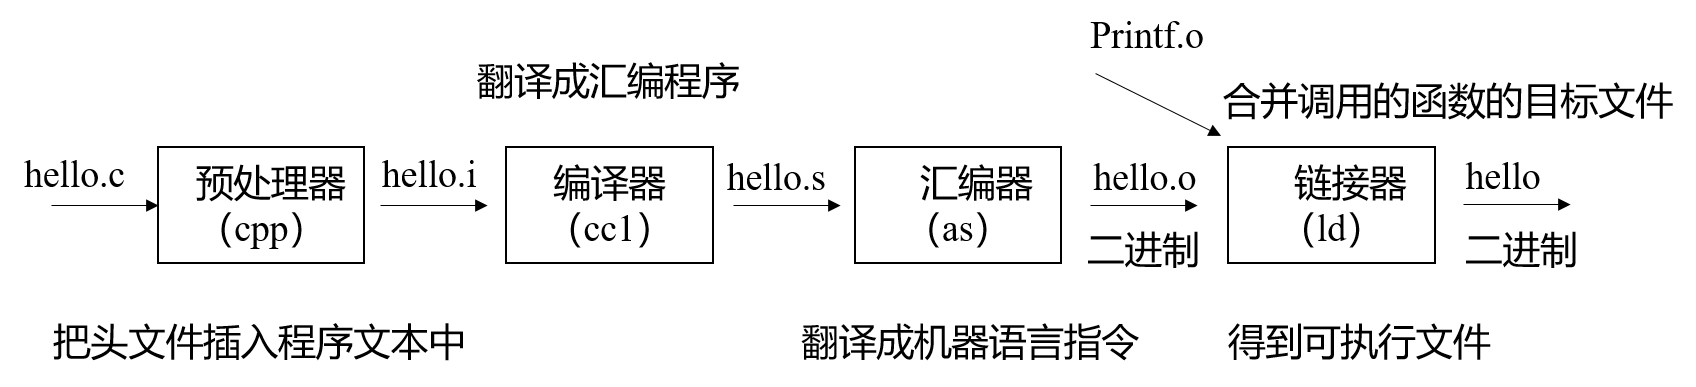 Printf.o
翻译成汇编程序
合并调用的函数的目标文件
hello.c
预处理器
（cpp）
hello.i
编译器
（cc1）
hello.s
汇编器
（as）
hello.o
二进制
链接器
（ld）
hello
二进制
把头文件插入程序文本中
翻译成机器语言指令
得到可执行文件